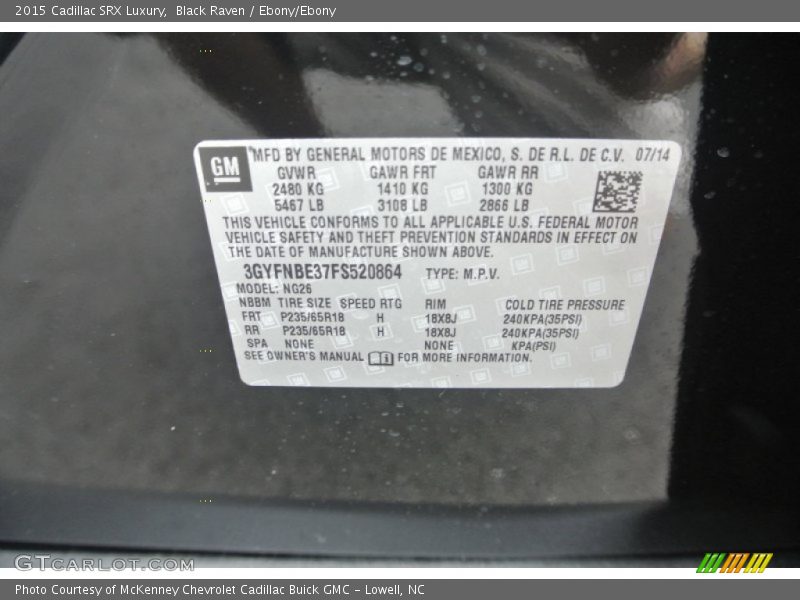 2015 Cadillac SRX Luxury, Black Raven / Ebony/Ebony
GM
MFD BY GENERAL MOTORS DE MEXICO, S. DE R.L. DE C.V. 07/14
GVWR GAWR FRT GAWR RR
2480 KG 1410 KG 1300 KG
5467 LB 3108 LB 2866 LB
THIS VEHICLE CONFORMS TO ALL APPLICABLE U.S. FEDERAL MOTOR
VEHICLE SAFETY AND THEFT PREVENTION STANDARDS IN EFFECT ON
THE DATE OF MANUFACTURE SHOWN ABOVE.
3GYFNBE37FS520864 TYPE: M.P.V.
MODEL: NG26
NBBM TIRE SIZE SPEED RTG RIM COLD TIRE PRESSURE
FRT P235/65R18 H 18X8J 240KPA(35PSI)
RR P235/65R18 H 18X8J 240KPA(35PSI)
SPA NONE NONE KPA(PSI)
SEE OWNER'S MANUAL FOR MORE INFORMATION.
GTCARLOT.COM
Photo Courtesy of McKenney Chevrolet Cadillac Buick GMC – Lowell, NC